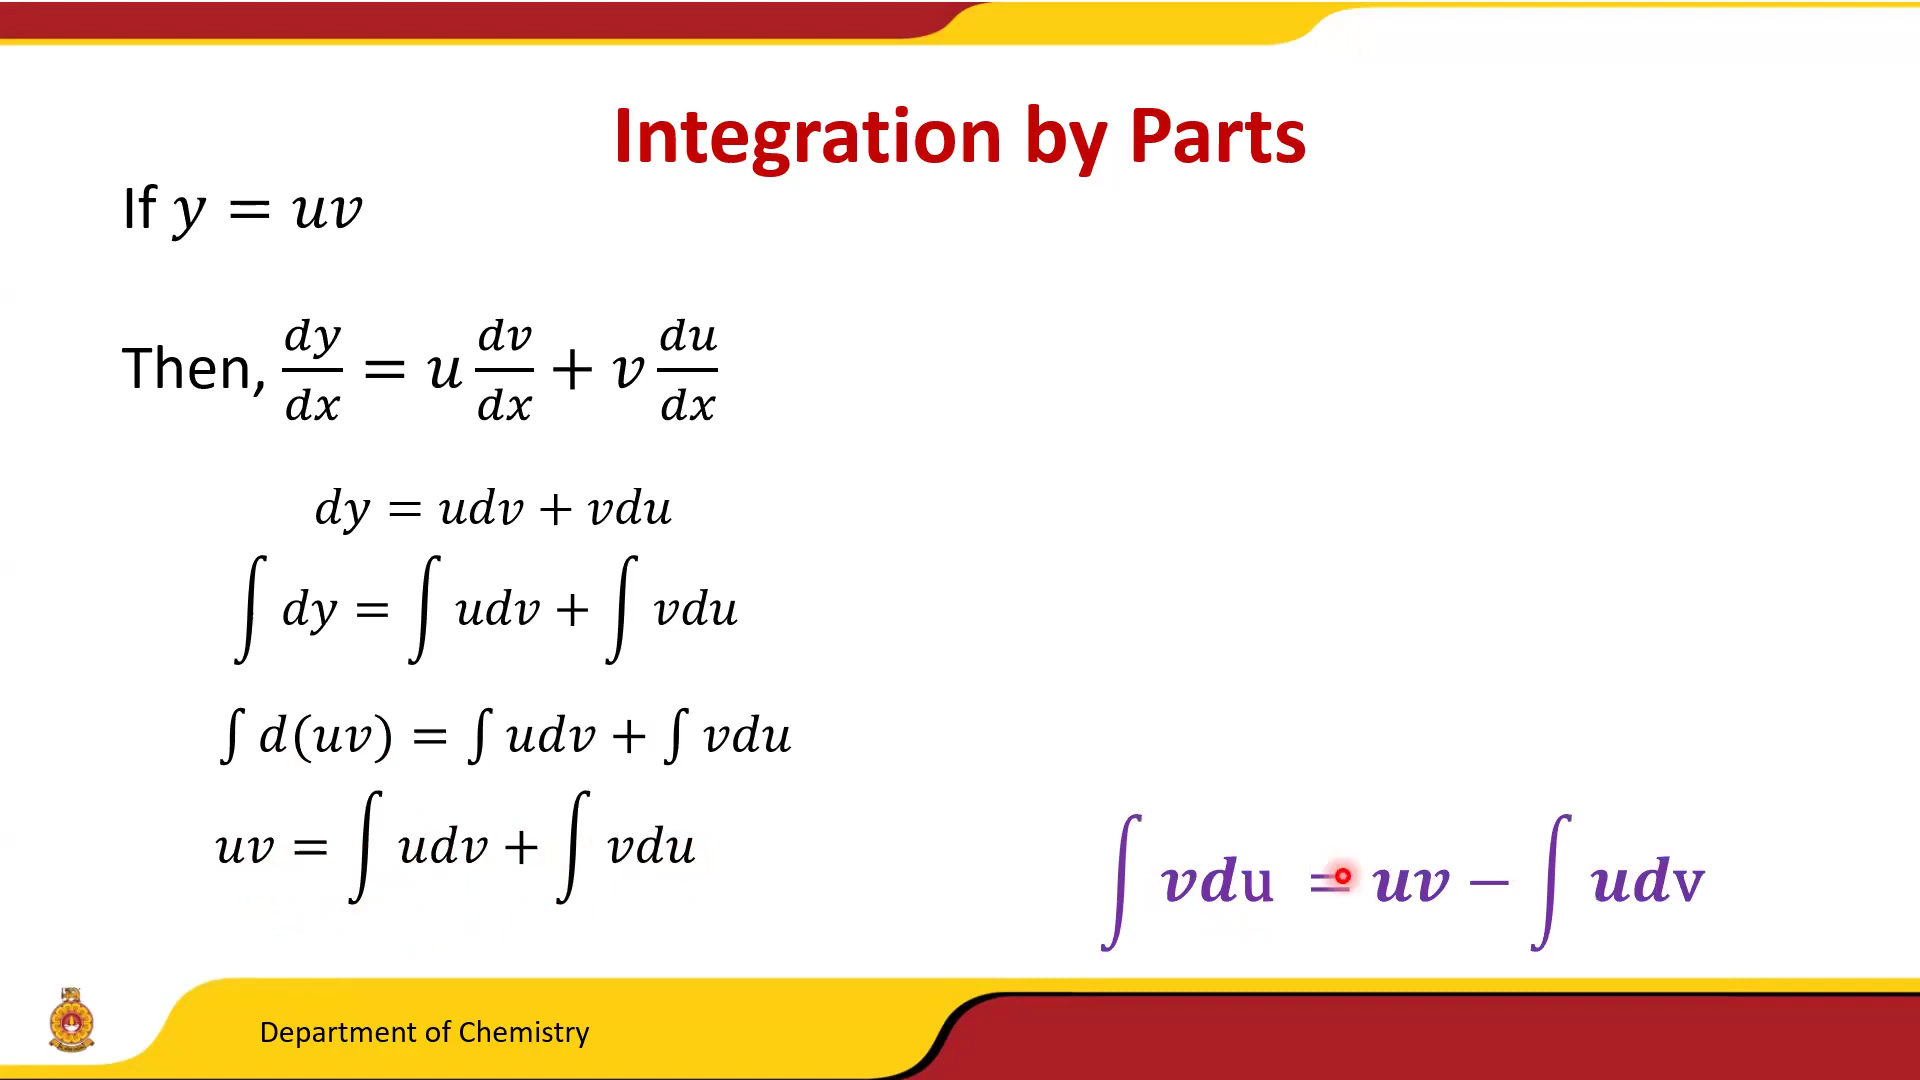 Integration by Parts
If y = uv
Then, dy/dx = u dv/dx + v du/dx
dy = udv + vdu
∫ dy = ∫ udv + ∫ vdu
∫ d(uv) = ∫ udv + ∫ vdu
uv = ∫ udv + ∫ vdu
∫ vdu = uv − ∫ udv
Department of Chemistry